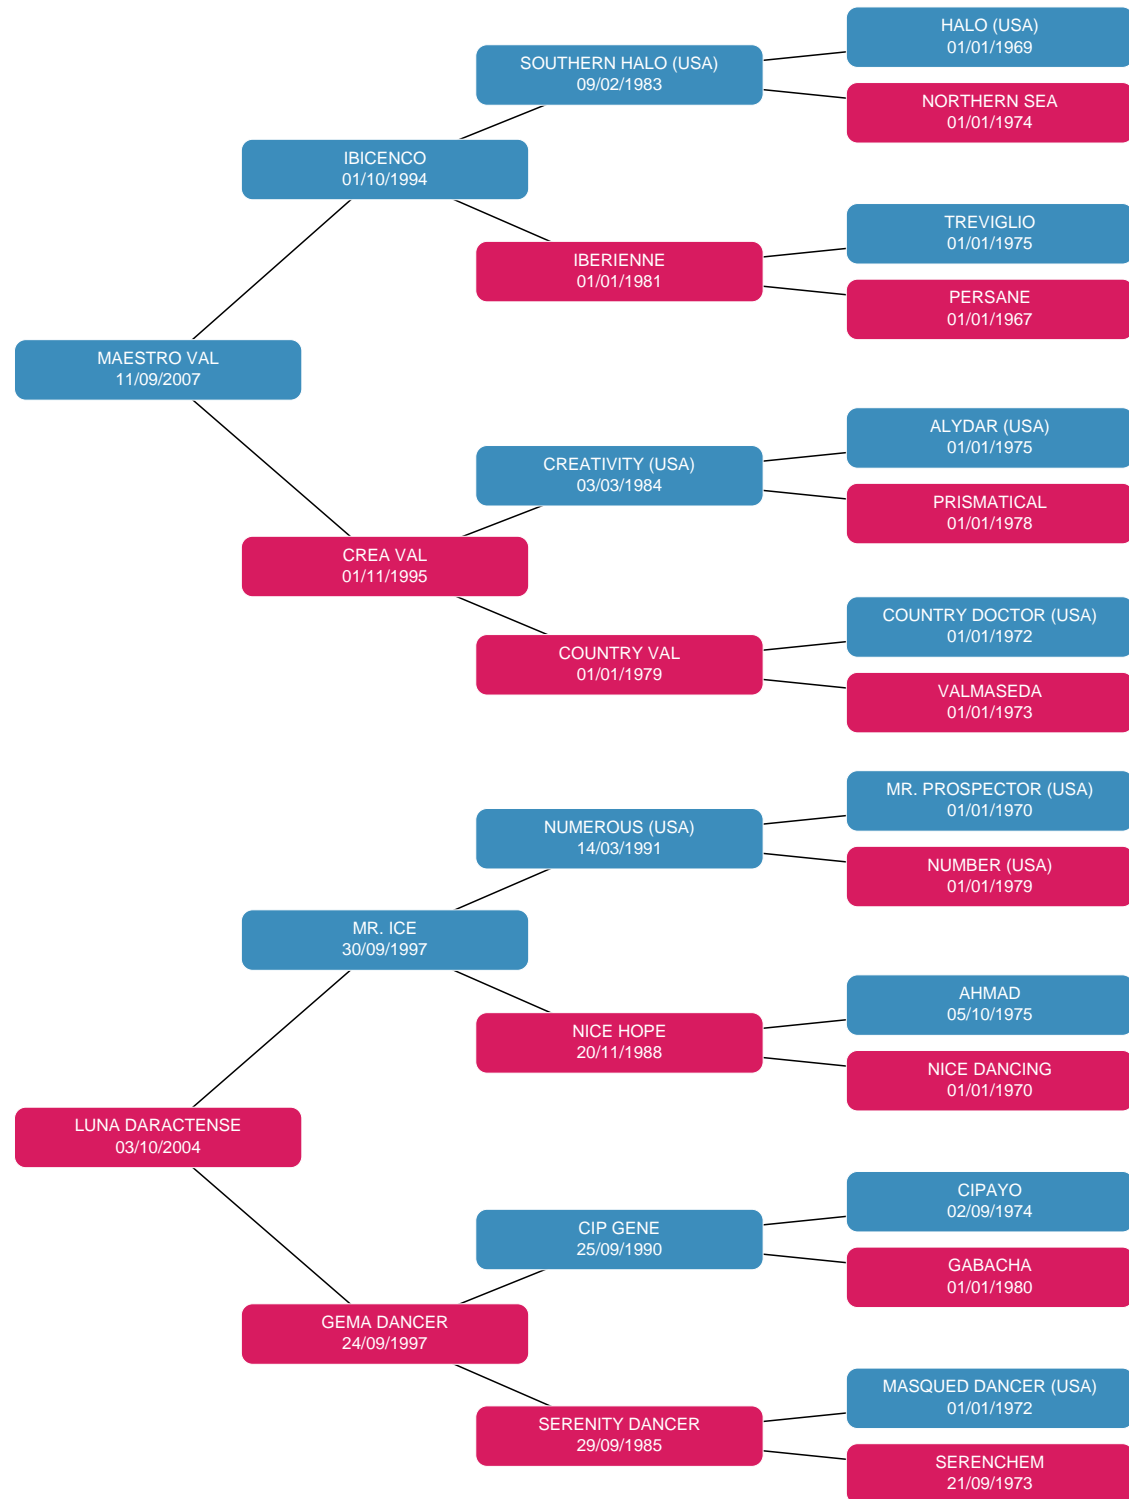 HALO (USA)
01/01/1969
SOUTHERN HALO (USA)
09/02/1983
NORTHERN SEA
01/01/1974
IBICENCO
01/10/1994
TREVIGLIO
01/01/1975
IBERIENNE
01/01/1981
PERSANE
01/01/1967
MAESTRO VAL
11/09/2007
ALYDAR (USA)
01/01/1975
CREATIVITY (USA)
03/03/1984
PRISMATICAL
01/01/1978
CREA VAL
01/11/1995
COUNTRY DOCTOR (USA)
01/01/1972
COUNTRY VAL
01/01/1979
VALMASEDA
01/01/1973
MR. PROSPECTOR (USA)
01/01/1970
NUMEROUS (USA)
14/03/1991
NUMBER (USA)
01/01/1979
MR. ICE
30/09/1997
AHMAD
05/10/1975
NICE HOPE
20/11/1988
NICE DANCING
01/01/1970
LUNA DARACTENSE
03/10/2004
CIPAYO
02/09/1974
CIP GENE
25/09/1990
GABACHA
01/01/1980
GEMA DANCER
24/09/1997
MASQUED DANCER (USA)
01/01/1972
SERENITY DANCER
29/09/1985
SERENCHEM
21/09/1973